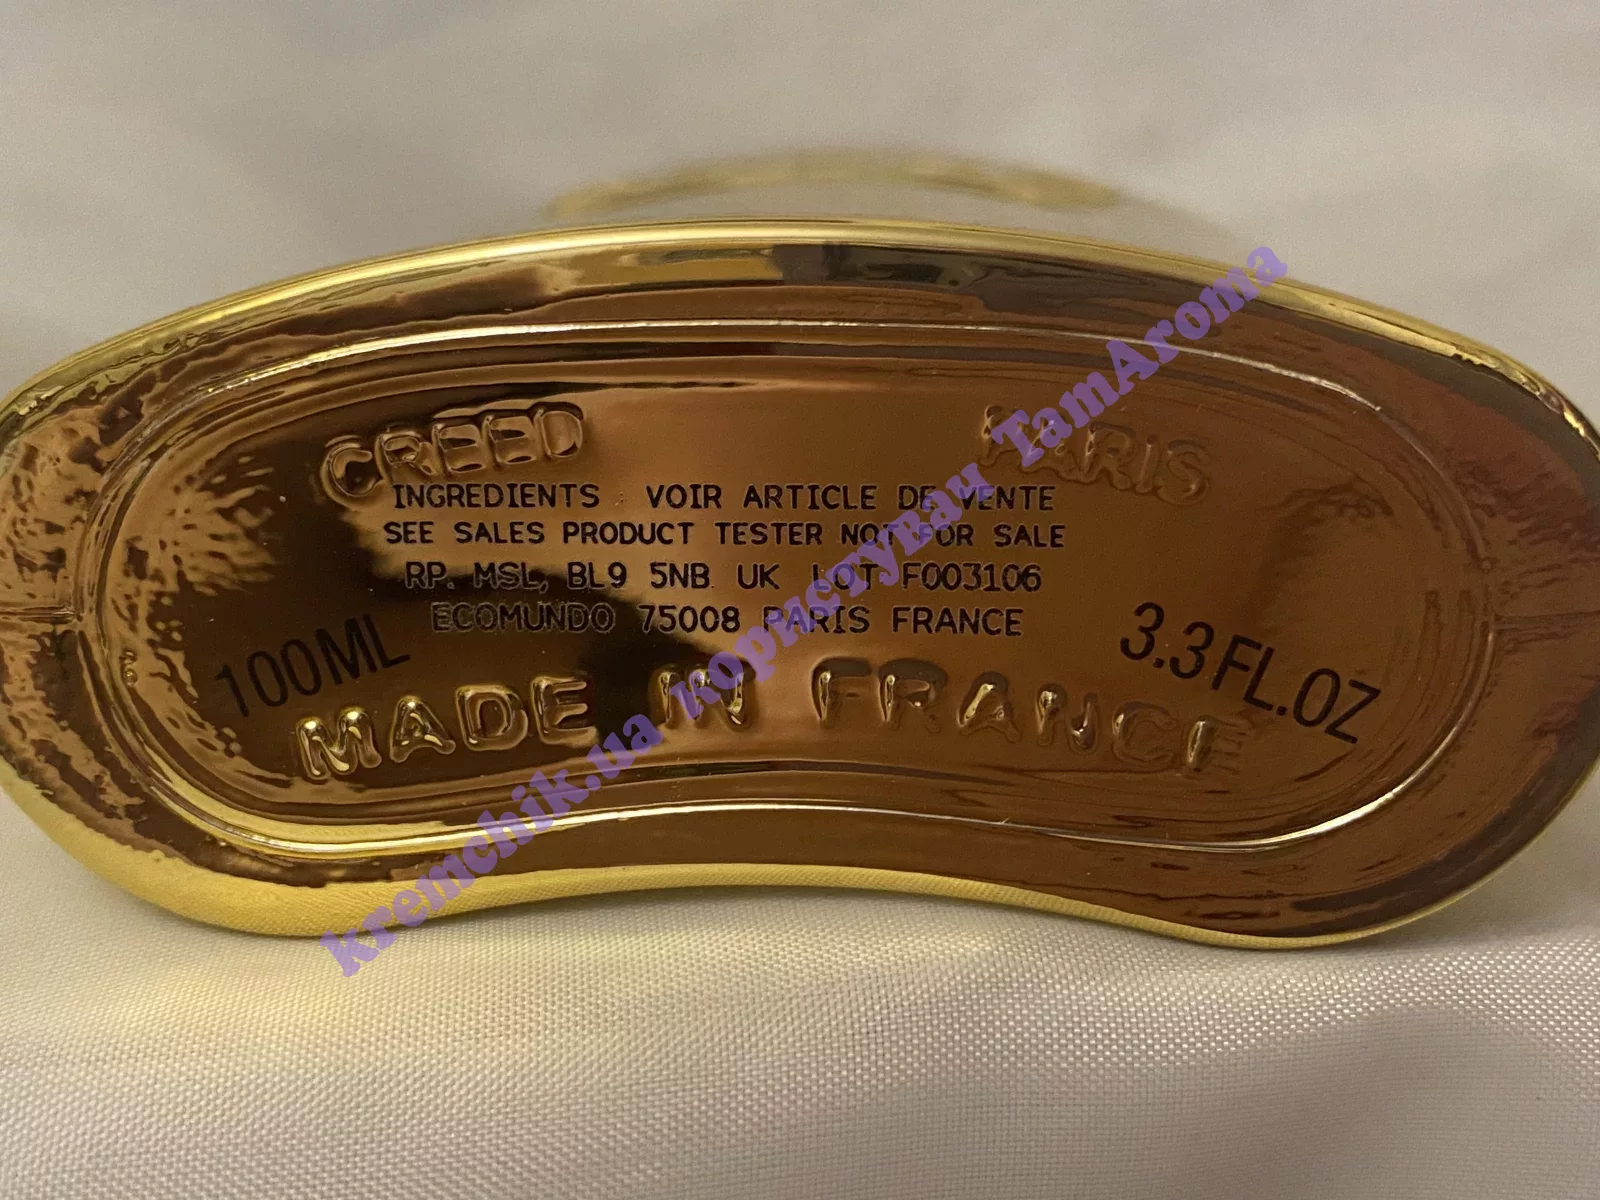 CREED PARIS
INGREDIENTS : VOIR ARTICLE DE VENTE
SEE SALES PRODUCT TESTER NOT FOR SALE
RP. MSL, BL9 5NB UK LOT F003106
ECOMUNDO 75008 PARIS FRANCE
100ML
3.3FL.OZ
MADE IN FRANCE
kremchik.ua користувач TamAroma